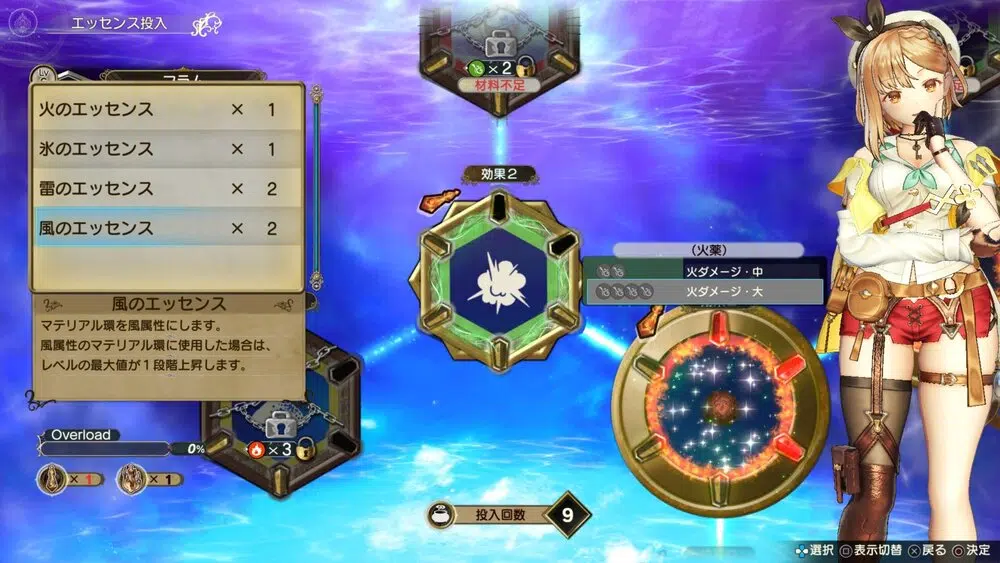 エッセンス投入
LV
フラム
火のエッセンス × 1
氷のエッセンス × 1
雷のエッセンス × 2
風のエッセンス × 2
風のエッセンス
マテリアル環を風属性にします。
風属性のマテリアル環に使用した場合は、
レベルの最大値が1段階上昇します。
×2
材料不足
効果2
(火薬)
火ダメージ・中
火ダメージ・大
×3
Overload
0%
×1
×1
投入回数 9
選択 表示切替 戻る 決定